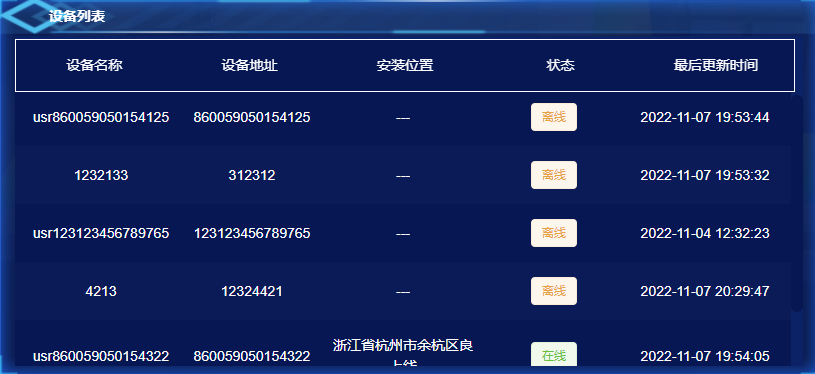 设备列表
设备名称 设备地址 安装位置 状态 最后更新时间
usr860059050154125 860059050154125 --- 离线 2022-11-07 19:53:44
1232133 312312 --- 离线 2022-11-07 19:53:32
usr123123456789765 123123456789765 --- 离线 2022-11-04 12:32:23
4213 12324421 --- 离线 2022-11-07 20:29:47
usr860059050154322 860059050154322 浙江省杭州市余杭区良 在线 2022-11-07 19:54:05